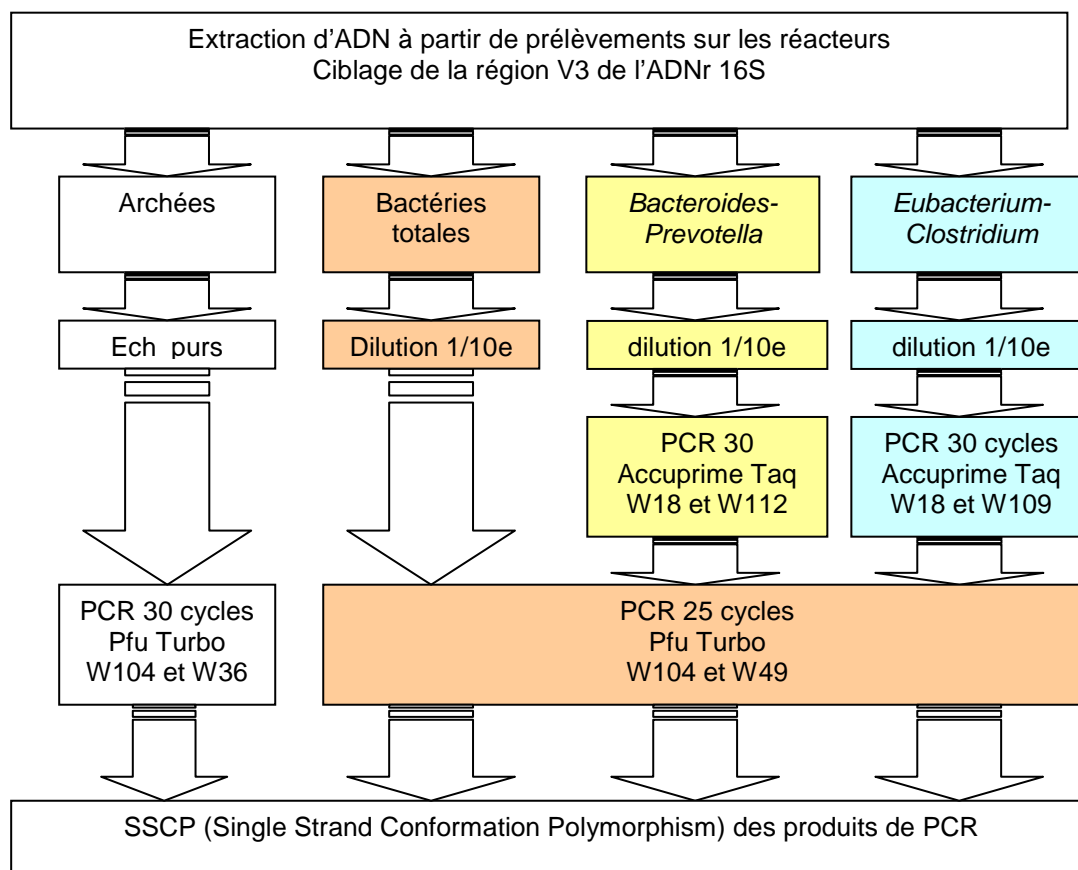 Extraction d'ADN à partir de prélèvements sur les réacteurs
Ciblage de la région V3 de l'ADNr 16S
Archées
Bactéries
totales
Bacteroides-
Prevotella
Eubacterium-
Clostridium
Ech purs
Dilution 1/10e
dilution 1/10e
dilution 1/10e
PCR 30
Accuprime Taq
W18 et W112
PCR 30 cycles
Accuprime Taq
W18 et W109
PCR 30 cycles
Pfu Turbo
W104 et W36
PCR 25 cycles
Pfu Turbo
W104 et W49
SSCP (Single Strand Conformation Polymorphism) des produits de PCR